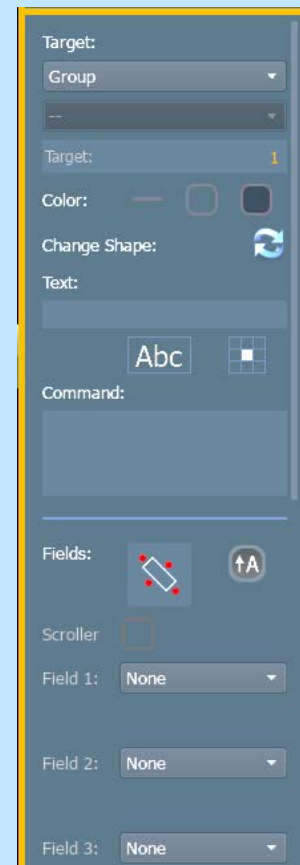 Target:
Group
--
Target: 1
Color:
Change Shape:
Text:
Abc
Command:
Fields:
A
Scroller
Field 1: None
Field 2: None
Field 3: None